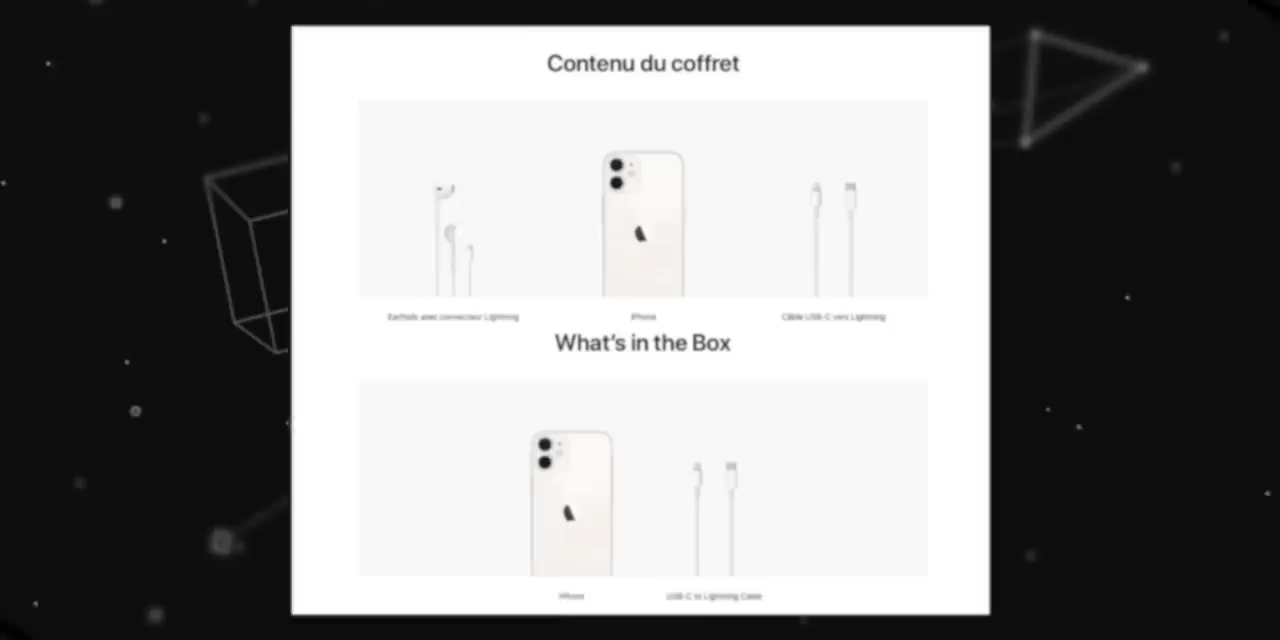 Contenu du coffret
EarPods avec connecteur Lightning
iPhone
Câble USB-C vers Lightning
What's in the Box
iPhone
USB-C to Lightning Cable